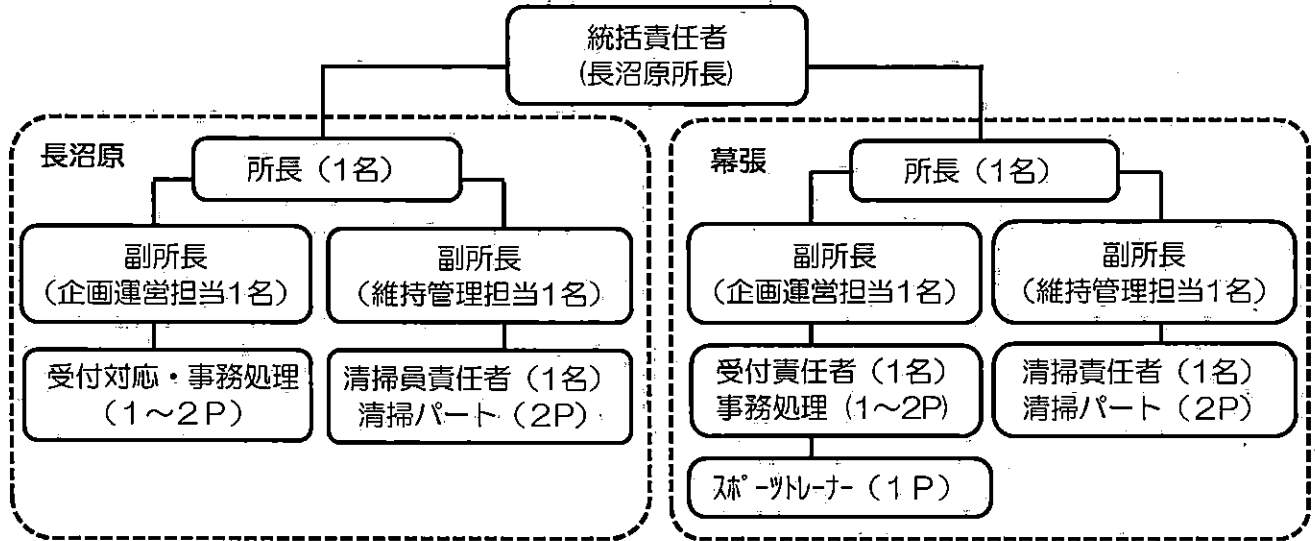 統括責任者
(長沼原所長)
長沼原
所長（1名）
副所長
（企画運営担当1名）
副所長
（維持管理担当1名）
受付対応・事務処理
（1～2P）
清掃員責任者（1名）
清掃パート（2P）
幕張
所長（1名）
副所長
（企画運営担当1名）
副所長
（維持管理担当1名）
受付責任者（1名）
事務処理（1～2P）
清掃責任者（1名）
清掃パート（2P）
ｽﾎﾟｰﾂﾄﾚｰﾅｰ（1P）